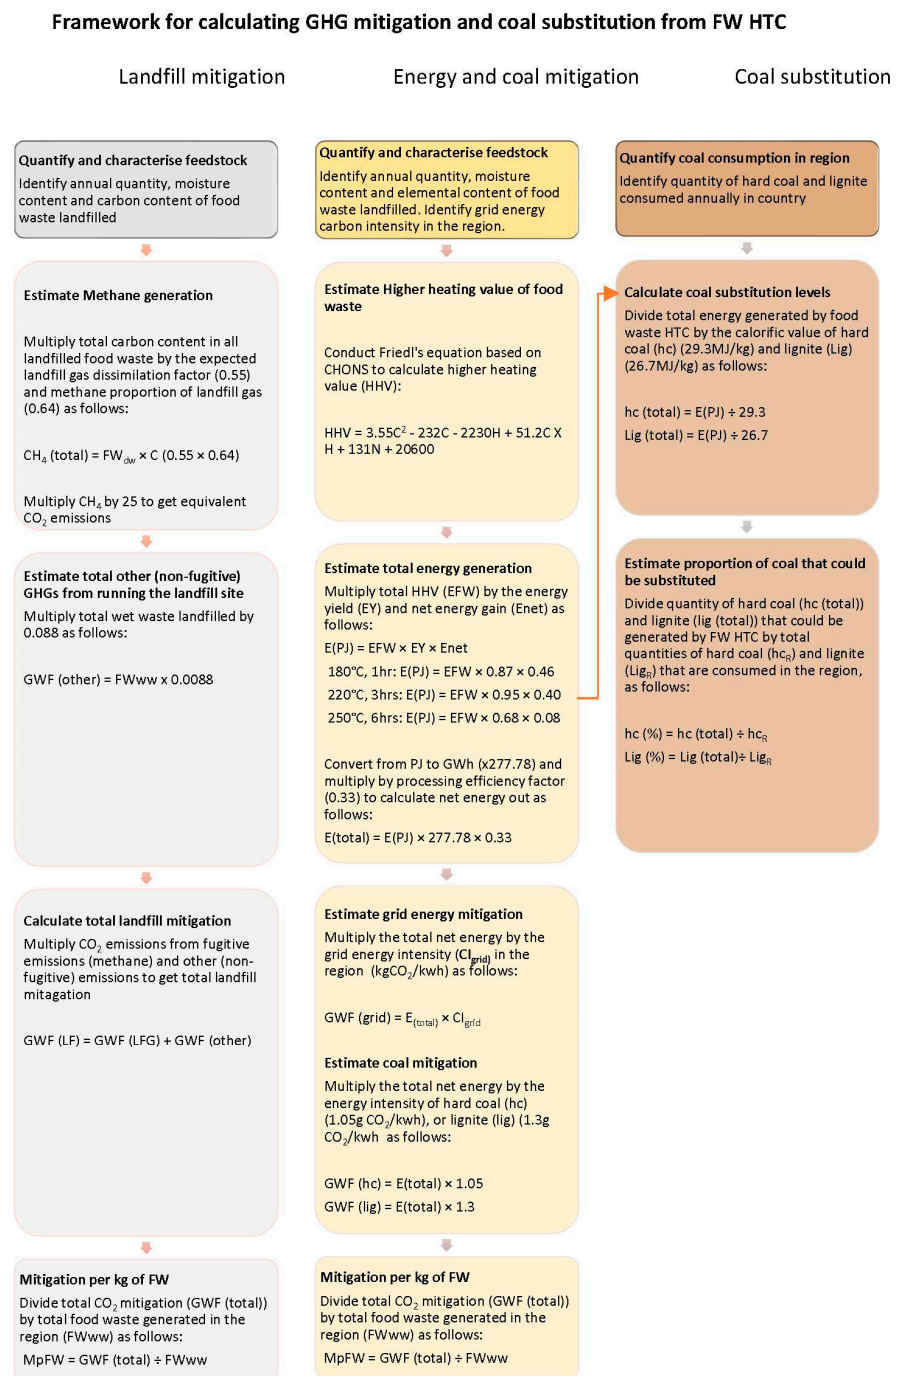 Framework for calculating GHG mitigation and coal substitution from FW HTC
Landfill mitigation
Energy and coal mitigation
Coal substitution
Quantify and characterise feedstock
Identify annual quantity, moisture
content and carbon content of food
waste landfilled
Estimate Methane generation
Multiply total carbon content in all
landfilled food waste by the expected
landfill gas dissimilation factor (0.55)
and methane proportion of landfill gas
(0.64) as follows:
CH₄ (total) = FW_dw × C (0.55 × 0.64)
Multiply CH₄ by 25 to get equivalent
CO₂ emissions
Estimate total other (non-fugitive)
GHGs from running the landfill site
Multiply total wet waste landfilled by
0.088 as follows:
GWF (other) = FWww x 0.0088
Calculate total landfill mitigation
Multiply CO₂ emissions from fugitive
emissions (methane) and other (non-
fugitive) emissions to get total landfill
mitagation
GWF (LF) = GWF (LFG) + GWF (other)
Mitigation per kg of FW
Divide total CO₂ mitigation (GWF (total))
by total food waste generated in the
region (FWww) as follows:
MpFW = GWF (total) ÷ FWww
Quantify and characterise feedstock
Identify annual quantity, moisture
content and elemental content of food
waste landfilled. Identify grid energy
carbon intensity in the region.
Estimate Higher heating value of food
waste
Conduct Friedl's equation based on
CHONS to calculate higher heating
value (HHV):
HHV = 3.55C² - 232C - 2230H + 51.2C X
H + 131N + 20600
Estimate total energy generation
Multiply total HHV (EFW) by the energy
yield (EY) and net energy gain (Enet) as
follows:
E(PJ) = EFW × EY × Enet
180°C, 1hr: E(PJ) = EFW × 0.87 × 0.46
220°C, 3hrs: E(PJ) = EFW × 0.95 × 0.40
250°C, 6hrs: E(PJ) = EFW × 0.68 × 0.08
Convert from PJ to GWh (x277.78) and
multiply by processing efficiency factor
(0.33) to calculate net energy out as
follows:
E(total) = E(PJ) × 277.78 × 0.33
Estimate grid energy mitigation
Multiply the total net energy by the
grid energy intensity (CI_grid) in the
region (kgCO₂/kwh) as follows:
GWF (grid) = E_(total) × CI_grid
Estimate coal mitigation
Multiply the total net energy by the
energy intensity of hard coal (hc)
(1.05g CO₂/kwh), or lignite (lig) (1.3g
CO₂/kwh as follows:
GWF (hc) = E(total) × 1.05
GWF (lig) = E(total) × 1.3
Mitigation per kg of FW
Divide total CO₂ mitigation (GWF (total))
by total food waste generated in the
region (FWww) as follows:
MpFW = GWF (total) ÷ FWww
Quantify coal consumption in region
Identify quantity of hard coal and lignite
consumed annually in country
Calculate coal substitution levels
Divide total energy generated by food
waste HTC by the calorific value of hard
coal (hc) (29.3MJ/kg) and lignite (Lig)
(26.7MJ/kg) as follows:
hc (total) = E(PJ) ÷ 29.3
Lig (total) = E(PJ) ÷ 26.7
Estimate proportion of coal that could
be substituted
Divide quantity of hard coal (hc (total))
and lignite (lig (total)) that could be
generated by FW HTC by total
quantities of hard coal (hc_R) and lignite
(Lig_R) that are consumed in the region,
as follows:
hc (%) = hc (total) ÷ hc_R
Lig (%) = Lig (total)÷ Lig_R